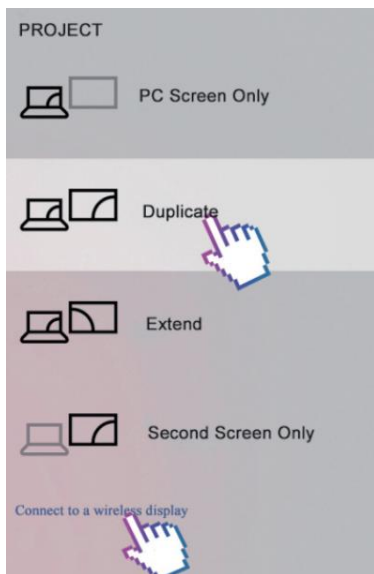 PROJECT
PC Screen Only
Duplicate
Extend
Second Screen Only
Connect to a wireless display